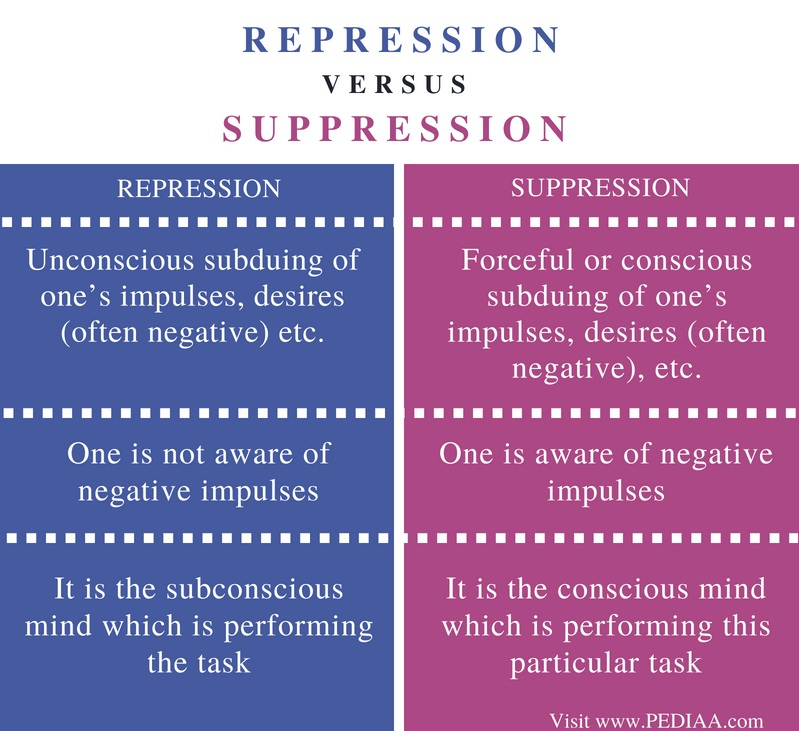 REPRESSION
VERSUS
SUPPRESSION
REPRESSION
Unconscious subduing of
one’s impulses, desires
(often negative) etc.
One is not aware of
negative impulses
It is the subconscious
mind which is performing
the task
SUPPRESSION
Forceful or conscious
subduing of one’s
impulses, desires (often
negative), etc.
One is aware of negative
impulses
It is the conscious mind
which is performing this
particular task
Visit www.PEDIAA.com